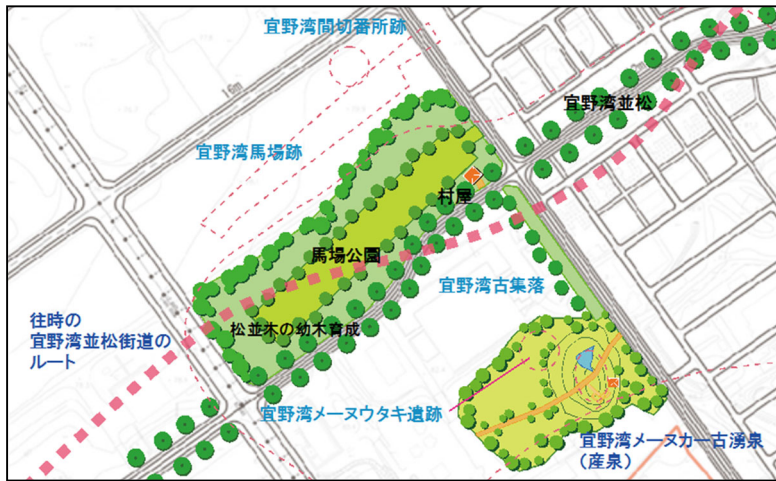 宜野湾間切番所跡
16m
宜野湾並松
宜野湾馬場跡
村屋
馬場公園
宜野湾古集落
往時の
宜野湾並松街道の
ルート
松並木の幼木育成
宜野湾メーヌウタキ遺跡
宜野湾メーヌカー古湧泉
（産泉）